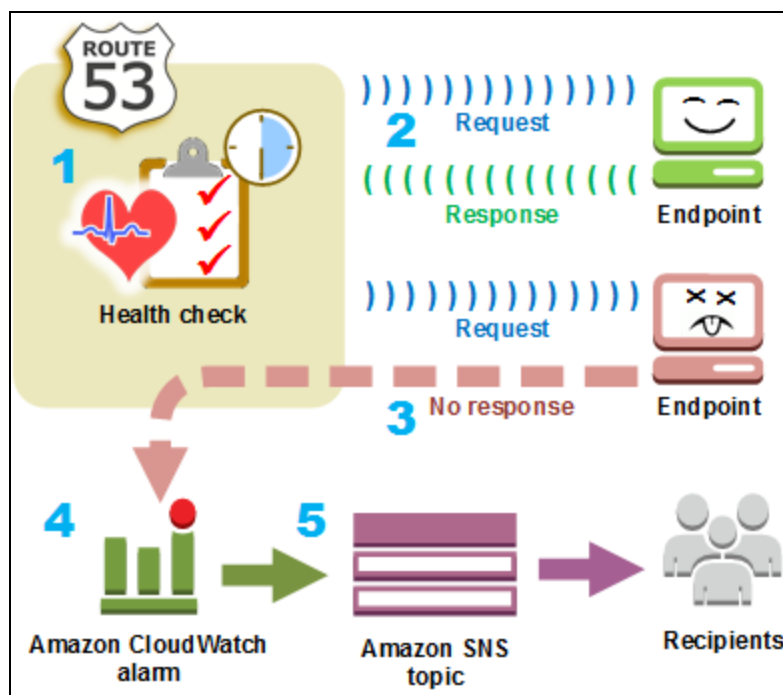 ROUTE
53
1
Health check
2
Request
Response
Endpoint
Request
3
No response
Endpoint
4
Amazon CloudWatch
alarm
5
Amazon SNS
topic
Recipients